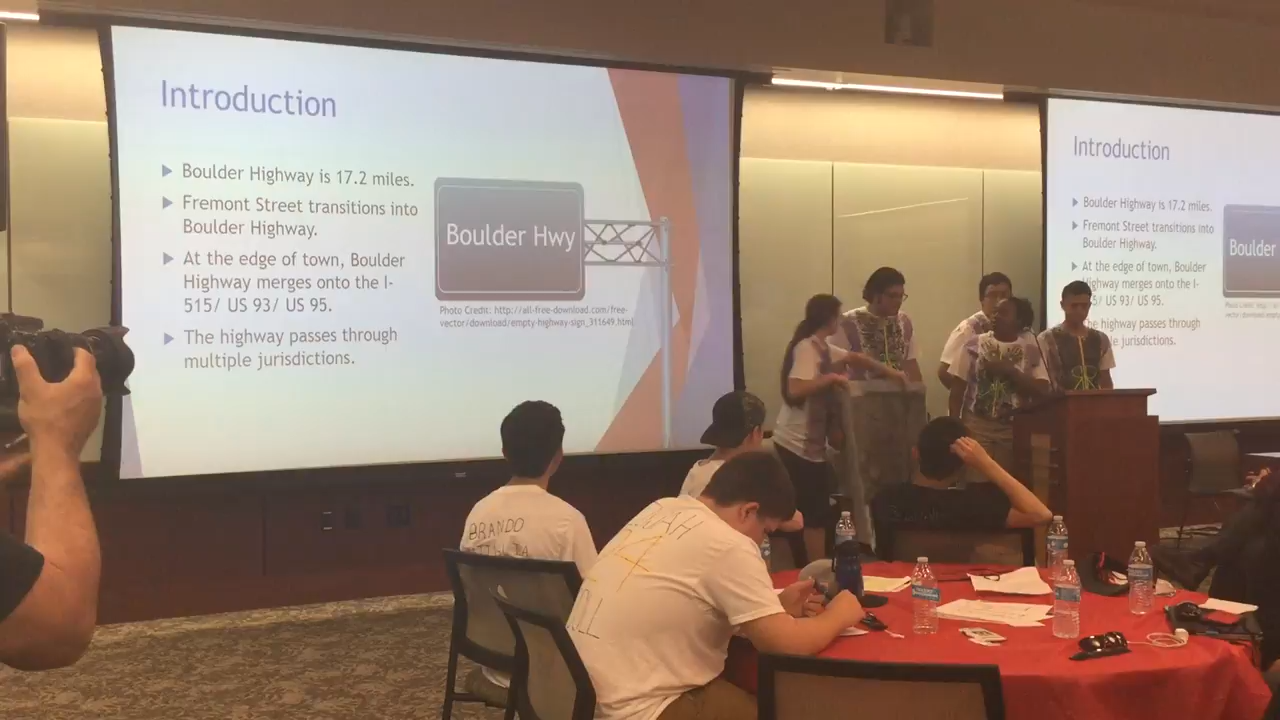 Introduction
Boulder Highway is 17.2 miles.
Fremont Street transitions into
Boulder Highway.
At the edge of town, Boulder
Highway merges onto the I-
515/ US 93/ US 95.
The highway passes through
multiple jurisdictions.
Boulder Hwy
Photo Credit: http://all-free-download.com/free-
vector/download/empty-highway-sign_311649.html
Introduction
Boulder Highway is 17.2 miles.
Fremont Street transitions into
Boulder Highway.
At the edge of town, Boulder
Highway merges onto the I-
/ US 93/ US 95.
highway passes through
jurisdictions.
Boulder
BRANDO